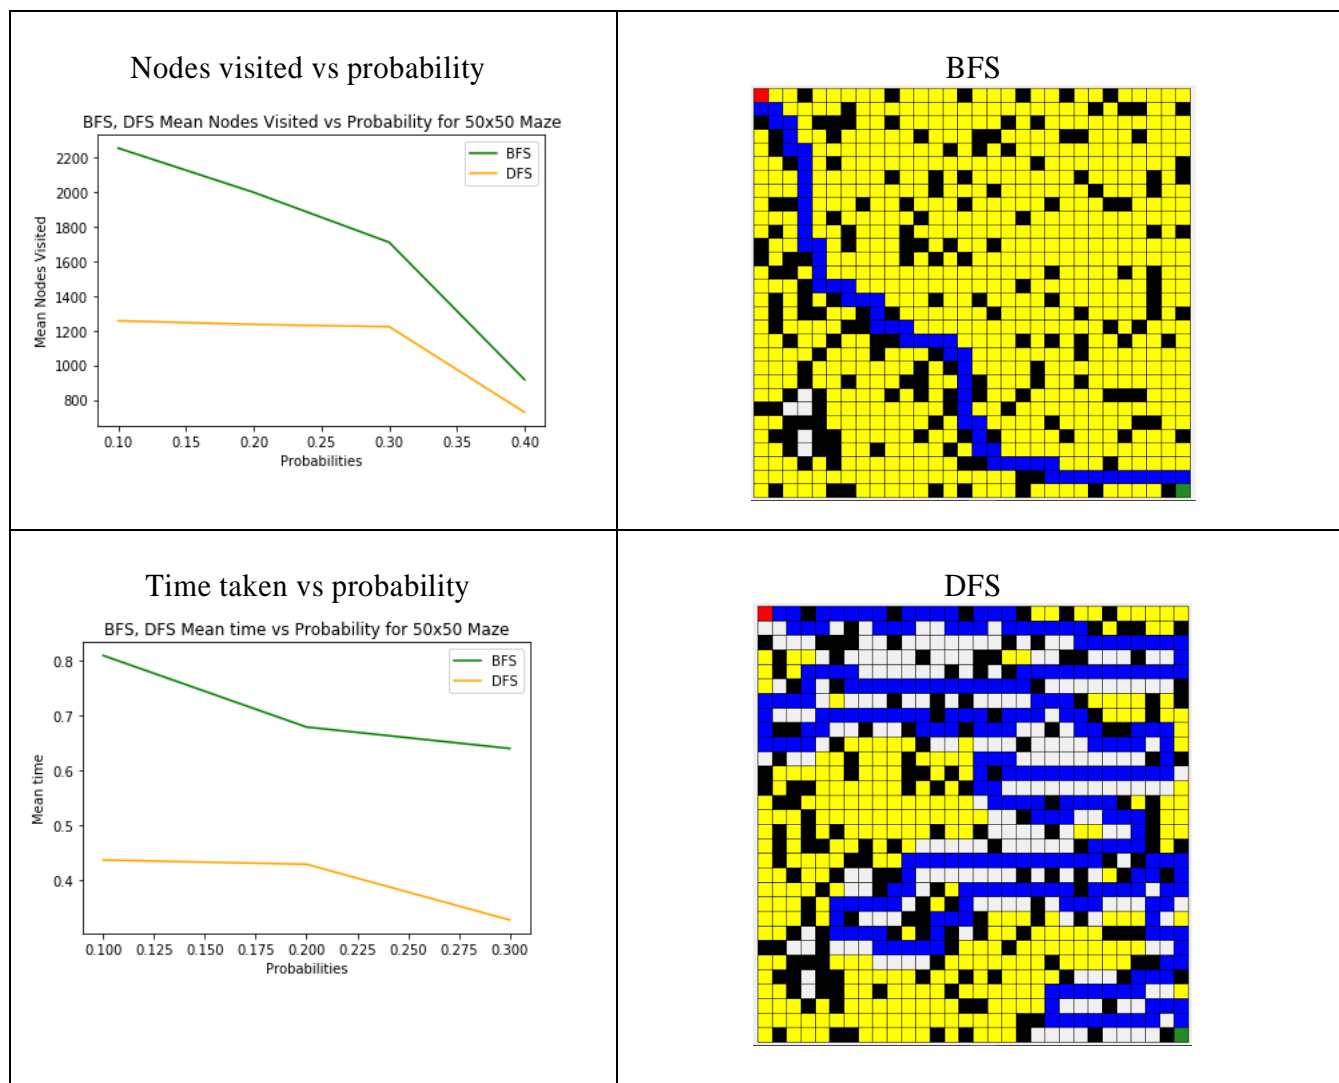 Nodes visited vs probability
BFS, DFS Mean Nodes Visited vs Probability for 50x50 Maze
BFS
DFS
2200
2000
1800
1600
1400
1200
1000
800
Mean Nodes Visited
0.10 0.15 0.20 0.25 0.30 0.35 0.40
Probabilities
BFS
Time taken vs probability
BFS, DFS Mean time vs Probability for 50x50 Maze
BFS
DFS
0.8
0.7
0.6
0.5
0.4
Mean time
0.100 0.125 0.150 0.175 0.200 0.225 0.250 0.275 0.300
Probabilities
DFS